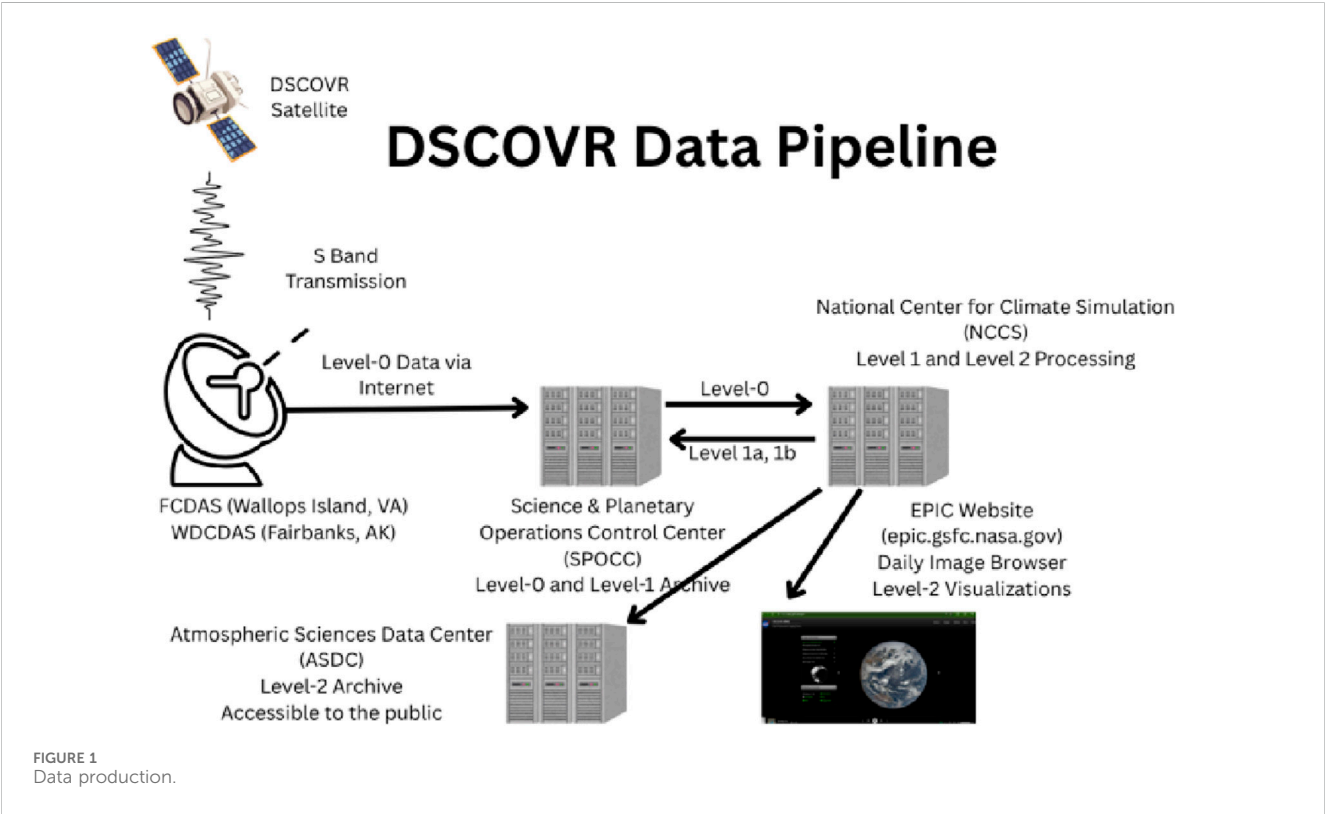 DSCOVR
Satellite
DSCOVR Data Pipeline
S Band
Transmission
National Center for Climate Simulation
(NCCS)
Level 1 and Level 2 Processing
Level-0 Data via
Internet
Level-0
Level 1a, 1b
FCDAS (Wallops Island, VA)
WDCDAS (Fairbanks, AK)
Science & Planetary
Operations Control Center
(SPOCC)
Level-0 and Level-1 Archive
EPIC Website
(epic.gsfc.nasa.gov)
Daily Image Browser
Level-2 Visualizations
Atmospheric Sciences Data Center
(ASDC)
Level-2 Archive
Accessible to the public
FIGURE 1
Data production.